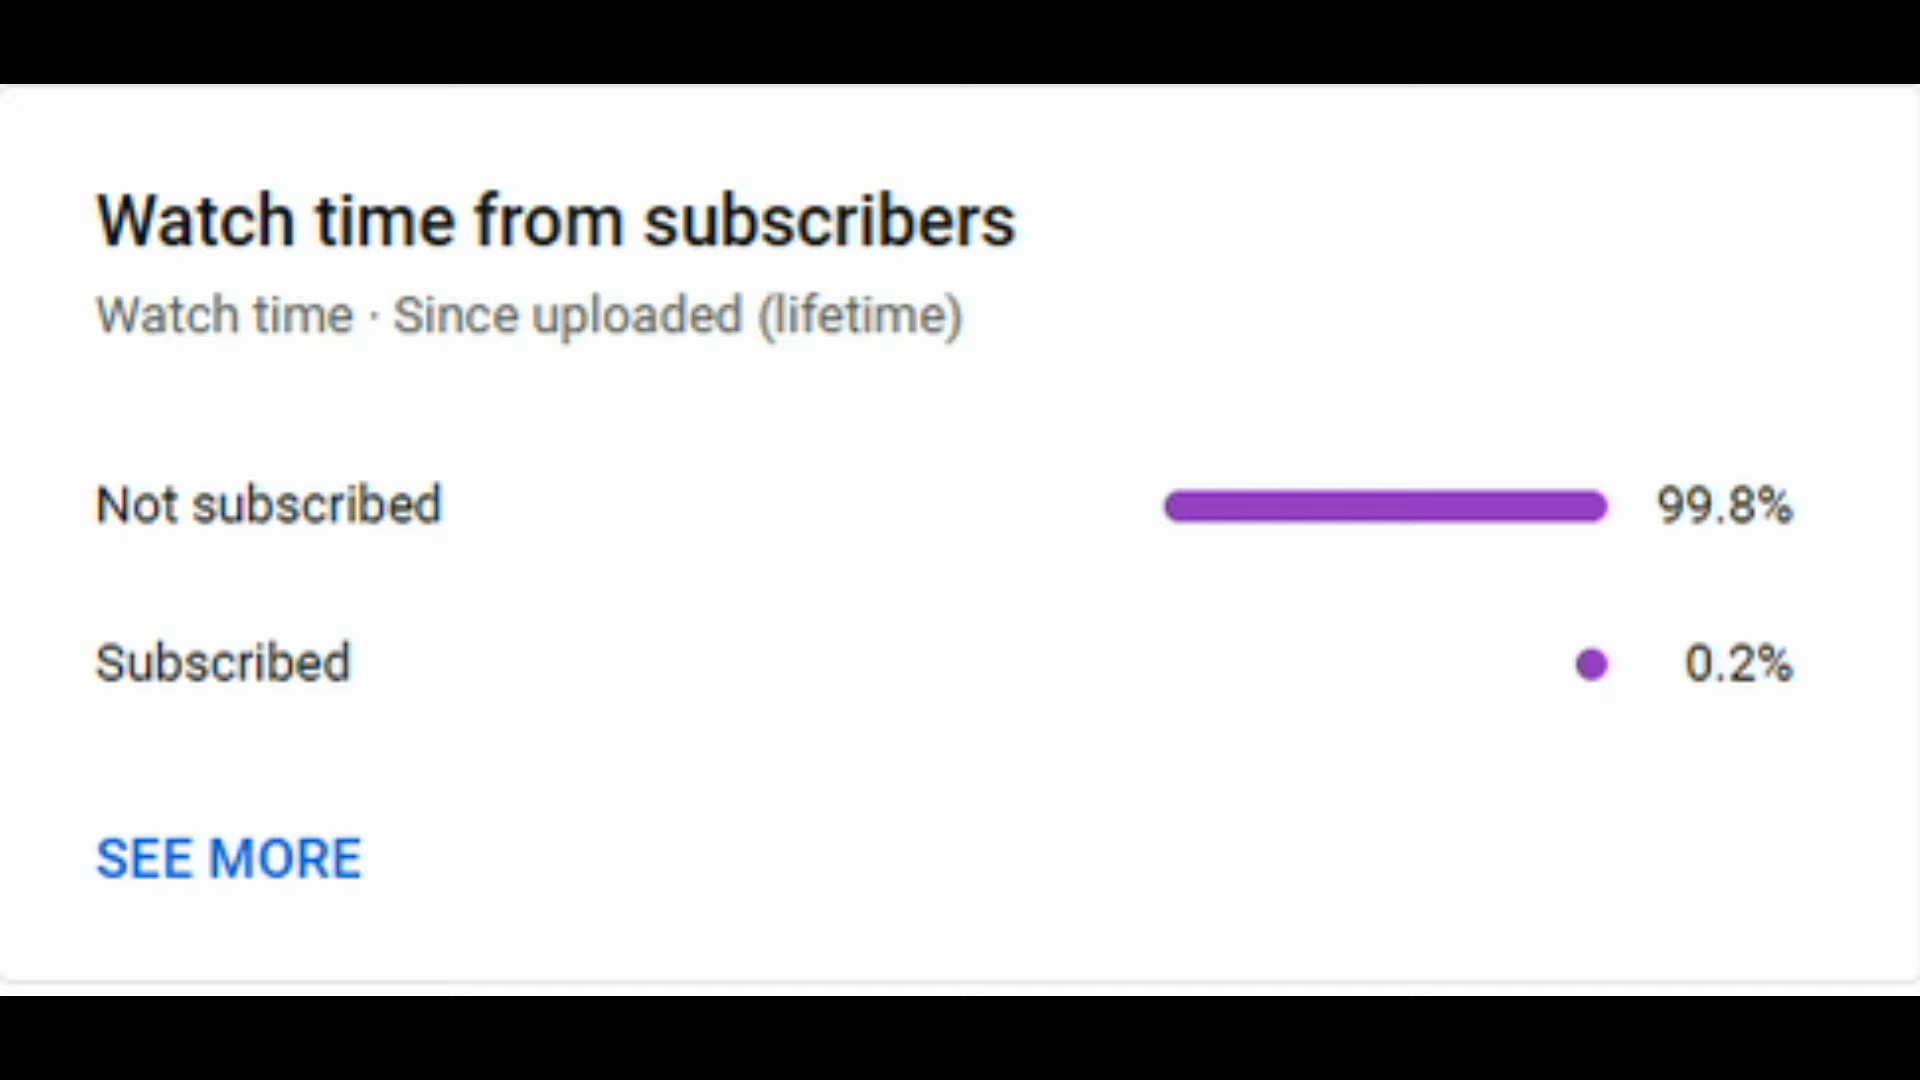 Watch time from subscribers
Watch time · Since uploaded (lifetime)
Not subscribed 99.8%
Subscribed 0.2%
SEE MORE